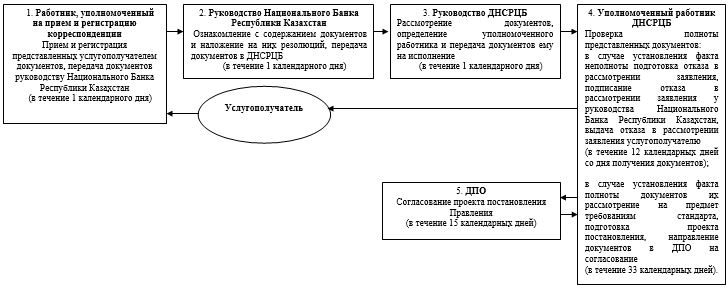 1. Работник, уполномоченный
на прием и регистрацию
корреспонденции
Прием и регистрация
представленных услугополучателем
документов, передача документов
руководству Национального Банка
Республики Казахстан
(в течение 1 календарного дня)
2. Руководство Национального Банка
Республики Казахстан
Ознакомление с содержанием документов
и наложение на них резолюций, передача
документов в ДНСРЦБ
(в течение 1 календарного дня)
3. Руководство ДНСРЦБ
Рассмотрение документов,
определение уполномоченного
работника и передача документов ему
на исполнение
(в течение 1 календарного дня)
4. Уполномоченный работник
ДНСРЦБ
Проверка полноты
представленных документов:
в случае установления факта
неполноты подготовка отказа в
рассмотрении заявления,
подписание отказа в
рассмотрении заявления у
руководства Национального
Банка Республики Казахстан,
выдача отказа в рассмотрении
заявления услугополучателю
(в течение 12 календарных дней
со дня получения документов);
в случае установления факта
полноты документов их
рассмотрение на предмет
требованиям стандарта,
подготовка проекта
постановления, направление
документов в ДПО на
согласование
(в течение 33 календарных дней).
Услугополучатель
5. ДПО
Согласование проекта постановления
Правления
(в течение 15 календарных дней)